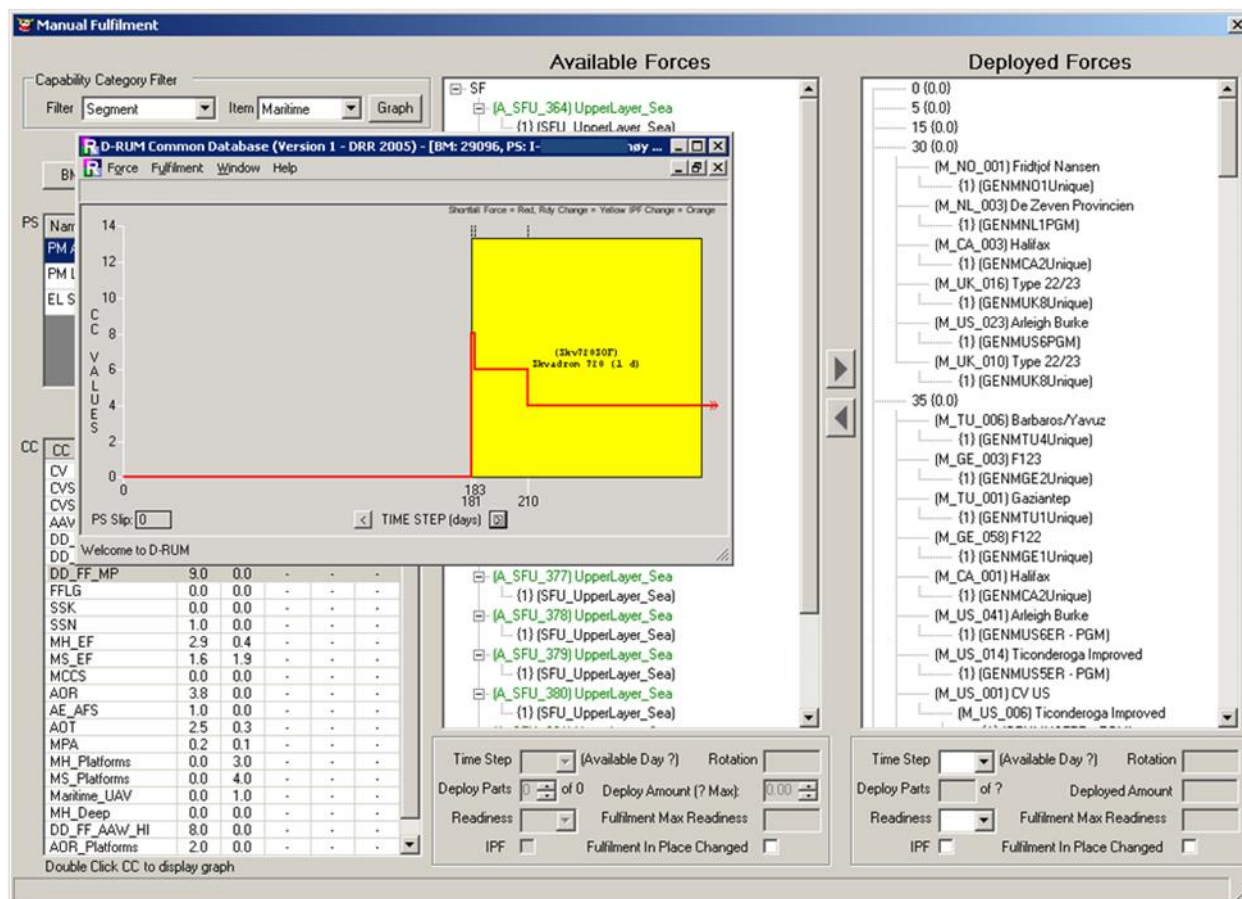 Manual Fulfilment
Capability Category Filter
Filter Segment Item Maritime Graph
PS
PM
PM
EL S
CC CC
CV
CVS
CVS
AAW
DD_
DD_
DD_FF_MP 9.0 0.0 - - -
FFLG 0.0 0.0 - - -
SSK 0.0 0.0 - - -
SSN 1.0 0.0 - - -
MH_EF 2.9 0.4 - - -
MS_EF 1.6 1.9 - - -
MCCS 0.0 0.0 - - -
AOR 3.8 0.0 - - -
AE_AFS 1.0 0.0 - - -
AOT 2.5 0.3 - - -
MPA 0.2 0.1 - - -
MH_Platforms 0.0 3.0 - - -
MS_Platforms 0.0 4.0 - - -
Maritime_UAV 0.0 1.0 - - -
MH_Deep 0.0 0.0 - - -
DD_FF_AAW_HI 8.0 0.0 - - -
AOR_Platforms 2.0 0.0 - - -
Double Click CC to display graph
D-RUM Common Database (Version 1 - DRR 2005) - [BM: 29096, PS: I- høy ...
Force Fulfilment Window Help
Shortfall Force = Red, Rdy Change = Yellow IPF Change = Orange
14
12
10
8
6
4
2
0
CC VALUES
(Skv720SOF)
Skvadron 720 (1 d)
0 183 210
181
PS Slip: 0 < TIME STEP (days)
Welcome to D-RUM
Available Forces
SF
(A_SFU_364) UpperLayer_Sea
{1} (SFU_UpperLayer_Sea)
(A_SFU_377) UpperLayer_Sea
{1} (SFU_UpperLayer_Sea)
(A_SFU_378) UpperLayer_Sea
{1} (SFU_UpperLayer_Sea)
(A_SFU_379) UpperLayer_Sea
{1} (SFU_UpperLayer_Sea)
(A_SFU_380) UpperLayer_Sea
{1} (SFU_UpperLayer_Sea)
Time Step (Available Day ?) Rotation
Deploy Parts 0 of 0 Deploy Amount (? Max): 0.00
Readiness Fulfilment Max Readiness
IPF Fulfilment In Place Changed
Deployed Forces
0 {0.0}
5 {0.0}
15 {0.0}
30 {0.0}
(M_NO_001) Fridtjof Nansen
{1} (GENMNO1Unique)
(M_NL_003) De Zeven Provincien
{1} (GENMNL1PGM)
(M_CA_003) Halifax
{1} (GENMCA2Unique)
(M_UK_016) Type 22/23
{1} (GENMUK8Unique)
(M_US_023) Arleigh Burke
{1} (GENMUS6PGM)
(M_UK_010) Type 22/23
{1} (GENMUK8Unique)
35 {0.0}
(M_TU_006) Barbaros/Yavuz
{1} (GENMTU4Unique)
(M_GE_003) F123
{1} (GENMGE2Unique)
(M_TU_001) Gaziantep
{1} (GENMTU1Unique)
(M_GE_058) F122
{1} (GENMGE1Unique)
(M_CA_001) Halifax
{1} (GENMCA2Unique)
(M_US_041) Arleigh Burke
{1} (GENMUS6ER - PGM)
(M_US_014) Ticonderoga Improved
{1} (GENMUS5ER - PGM)
(M_US_001) CV US
(M_US_006) Ticonderoga Improved
Time Step (Available Day ?) Rotation
Deploy Parts of ? Deployed Amount
Readiness Fulfilment Max Readiness
IPF Fulfilment In Place Changed